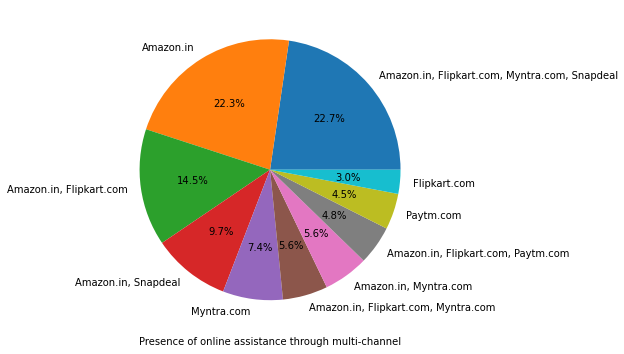 Amazon.in
Amazon.in, Flipkart.com, Myntra.com, Snapdeal
22.3%
22.7%
Amazon.in, Flipkart.com
14.5%
3.0%
Flipkart.com
4.5%
Paytm.com
9.7%
4.8%
7.4%
5.6%
5.6%
Amazon.in, Flipkart.com, Paytm.com
Amazon.in, Snapdeal
Amazon.in, Myntra.com
Myntra.com
Amazon.in, Flipkart.com, Myntra.com
Presence of online assistance through multi-channel